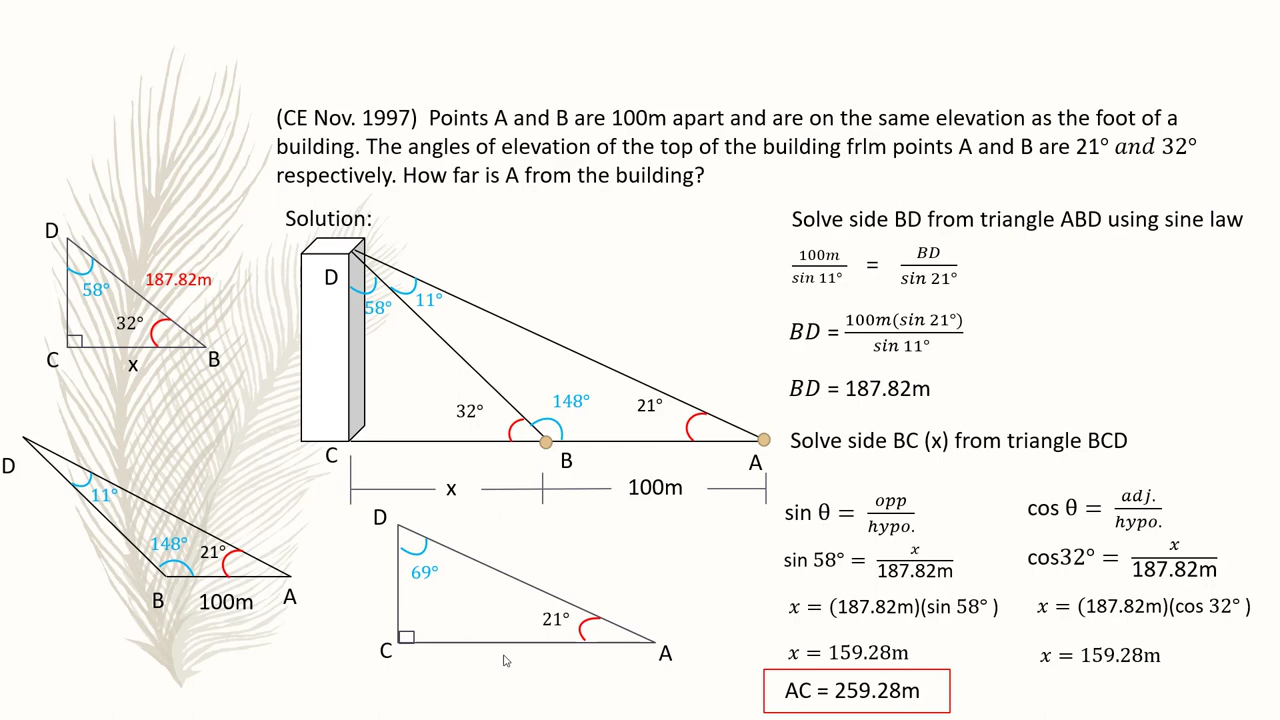 (CE Nov. 1997) Points A and B are 100m apart and are on the same elevation as the foot of a
building. The angles of elevation of the top of the building frlm points A and B are 21° and 32°
respectively. How far is A from the building?
Solution:
D
58°
187.82m
32°
C
x
B
D
11°
148°
21°
B
100m
A
D
58°
11°
32°
148°
21°
C
B
A
x
100m
D
69°
21°
C
A
Solve side BD from triangle ABD using sine law
100m/sin 11° = BD/sin 21°
BD = 100m(sin 21°)/sin 11°
BD = 187.82m
Solve side BC (x) from triangle BCD
sin θ = opp/hypo.
sin 58° = x/187.82m
x = (187.82m)(sin 58° )
x = 159.28m
cos θ = adj./hypo.
cos32° = x/187.82m
x = (187.82m)(cos 32° )
x = 159.28m
AC = 259.28m